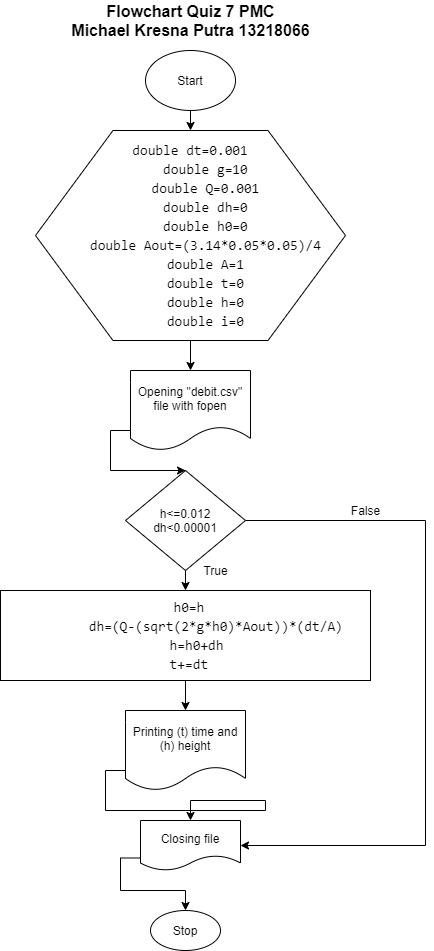 Flowchart Quiz 7 PMC
Michael Kresna Putra 13218066
Start
double dt=0.001
double g=10
double Q=0.001
double dh=0
double h0=0
double Aout=(3.14*0.05*0.05)/4
double A=1
double t=0
double h=0
double i=0
Opening "debit.csv"
file with fopen
h<=0.012
dh<0.00001
False
True
h0=h
dh=(Q-(sqrt(2*g*h0)*Aout))*(dt/A)
h=h0+dh
t+=dt
Printing (t) time and
(h) height
Closing file
Stop